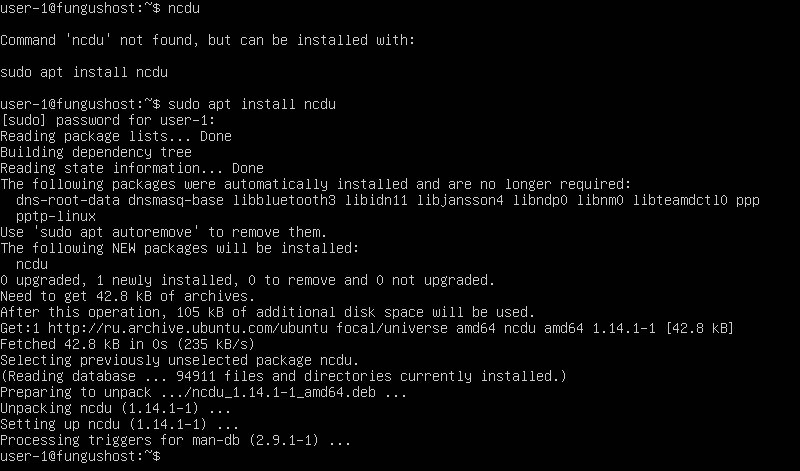 user-1@fungushost:~$ ncdu
Command 'ncdu' not found, but can be installed with:
sudo apt install ncdu
user-1@fungushost:~$ sudo apt install ncdu
[sudo] password for user-1:
Reading package lists... Done
Building dependency tree
Reading state information... Done
The following packages were automatically installed and are no longer required:
  dns-root-data dnsmasq-base libbluetooth3 libidn11 libjansson4 libndp0 libnm0 libteamdctl0 ppp
  pptp-linux
Use 'sudo apt autoremove' to remove them.
The following NEW packages will be installed:
  ncdu
0 upgraded, 1 newly installed, 0 to remove and 0 not upgraded.
Need to get 42.8 kB of archives.
After this operation, 105 kB of additional disk space will be used.
Get:1 http://ru.archive.ubuntu.com/ubuntu focal/universe amd64 ncdu amd64 1.14.1-1 [42.8 kB]
Fetched 42.8 kB in 0s (235 kB/s)
Selecting previously unselected package ncdu.
(Reading database ... 94911 files and directories currently installed.)
Preparing to unpack .../ncdu_1.14.1-1_amd64.deb ...
Unpacking ncdu (1.14.1-1) ...
Setting up ncdu (1.14.1-1) ...
Processing triggers for man-db (2.9.1-1) ...
user-1@fungushost:~$